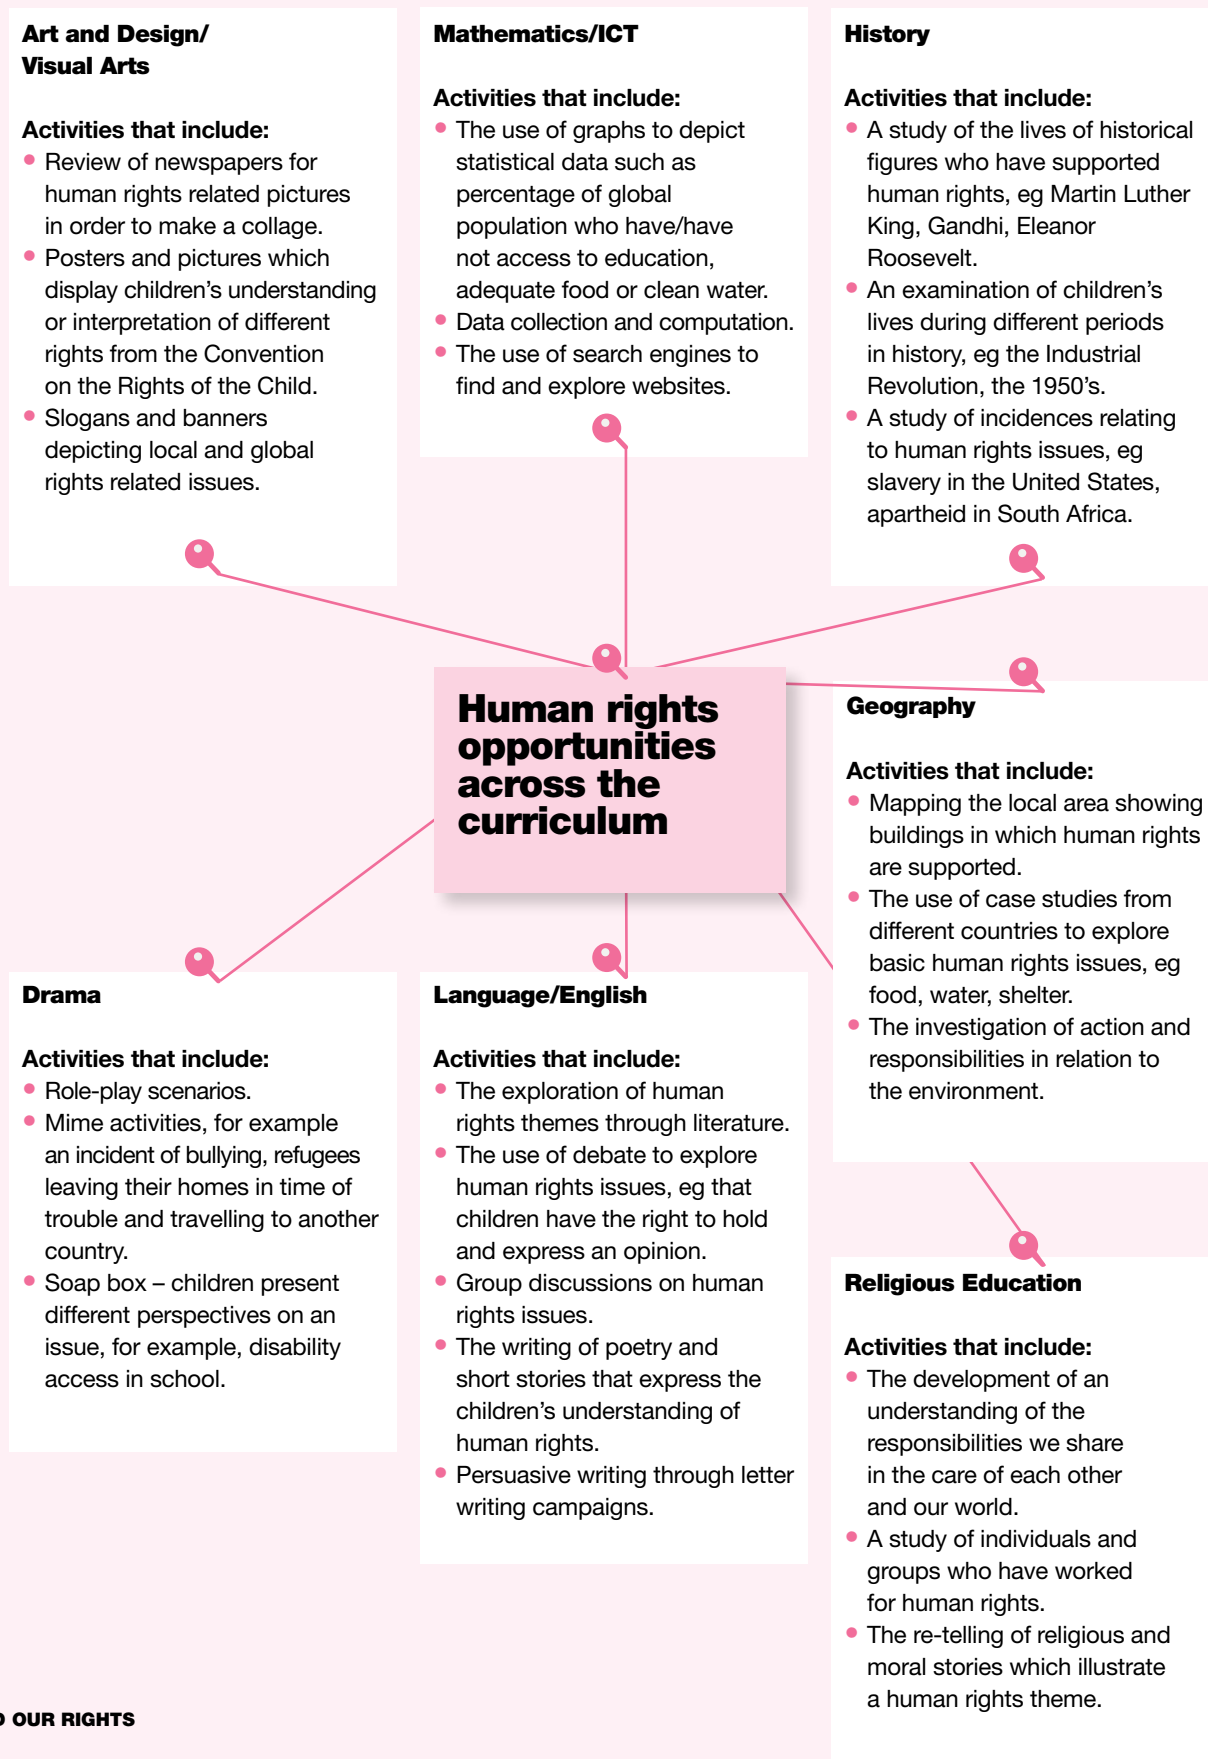 Art and Design/
Visual Arts
Activities that include:
• Review of newspapers for
human rights related pictures
in order to make a collage.
• Posters and pictures which
display children’s understanding
or interpretation of different
rights from the Convention
on the Rights of the Child.
• Slogans and banners
depicting local and global
rights related issues.
Mathematics/ICT
Activities that include:
• The use of graphs to depict
statistical data such as
percentage of global
population who have/have
not access to education,
adequate food or clean water.
• Data collection and computation.
• The use of search engines to
find and explore websites.
History
Activities that include:
• A study of the lives of historical
figures who have supported
human rights, eg Martin Luther
King, Gandhi, Eleanor
Roosevelt.
• An examination of children’s
lives during different periods
in history, eg the Industrial
Revolution, the 1950’s.
• A study of incidences relating
to human rights issues, eg
slavery in the United States,
apartheid in South Africa.
Human rights
opportunities
across the
curriculum
Geography
Activities that include:
• Mapping the local area showing
buildings in which human rights
are supported.
• The use of case studies from
different countries to explore
basic human rights issues, eg
food, water, shelter.
• The investigation of action and
responsibilities in relation to
the environment.
Drama
Activities that include:
• Role-play scenarios.
• Mime activities, for example
an incident of bullying, refugees
leaving their homes in time of
trouble and travelling to another
country.
• Soap box – children present
different perspectives on an
issue, for example, disability
access in school.
Language/English
Activities that include:
• The exploration of human
rights themes through literature.
• The use of debate to explore
human rights issues, eg that
children have the right to hold
and express an opinion.
• Group discussions on human
rights issues.
• The writing of poetry and
short stories that express the
children’s understanding of
human rights.
• Persuasive writing through letter
writing campaigns.
Religious Education
Activities that include:
• The development of an
understanding of the
responsibilities we share
in the care of each other
and our world.
• A study of individuals and
groups who have worked
for human rights.
• The re-telling of religious and
moral stories which illustrate
a human rights theme.
OUR RIGHTS